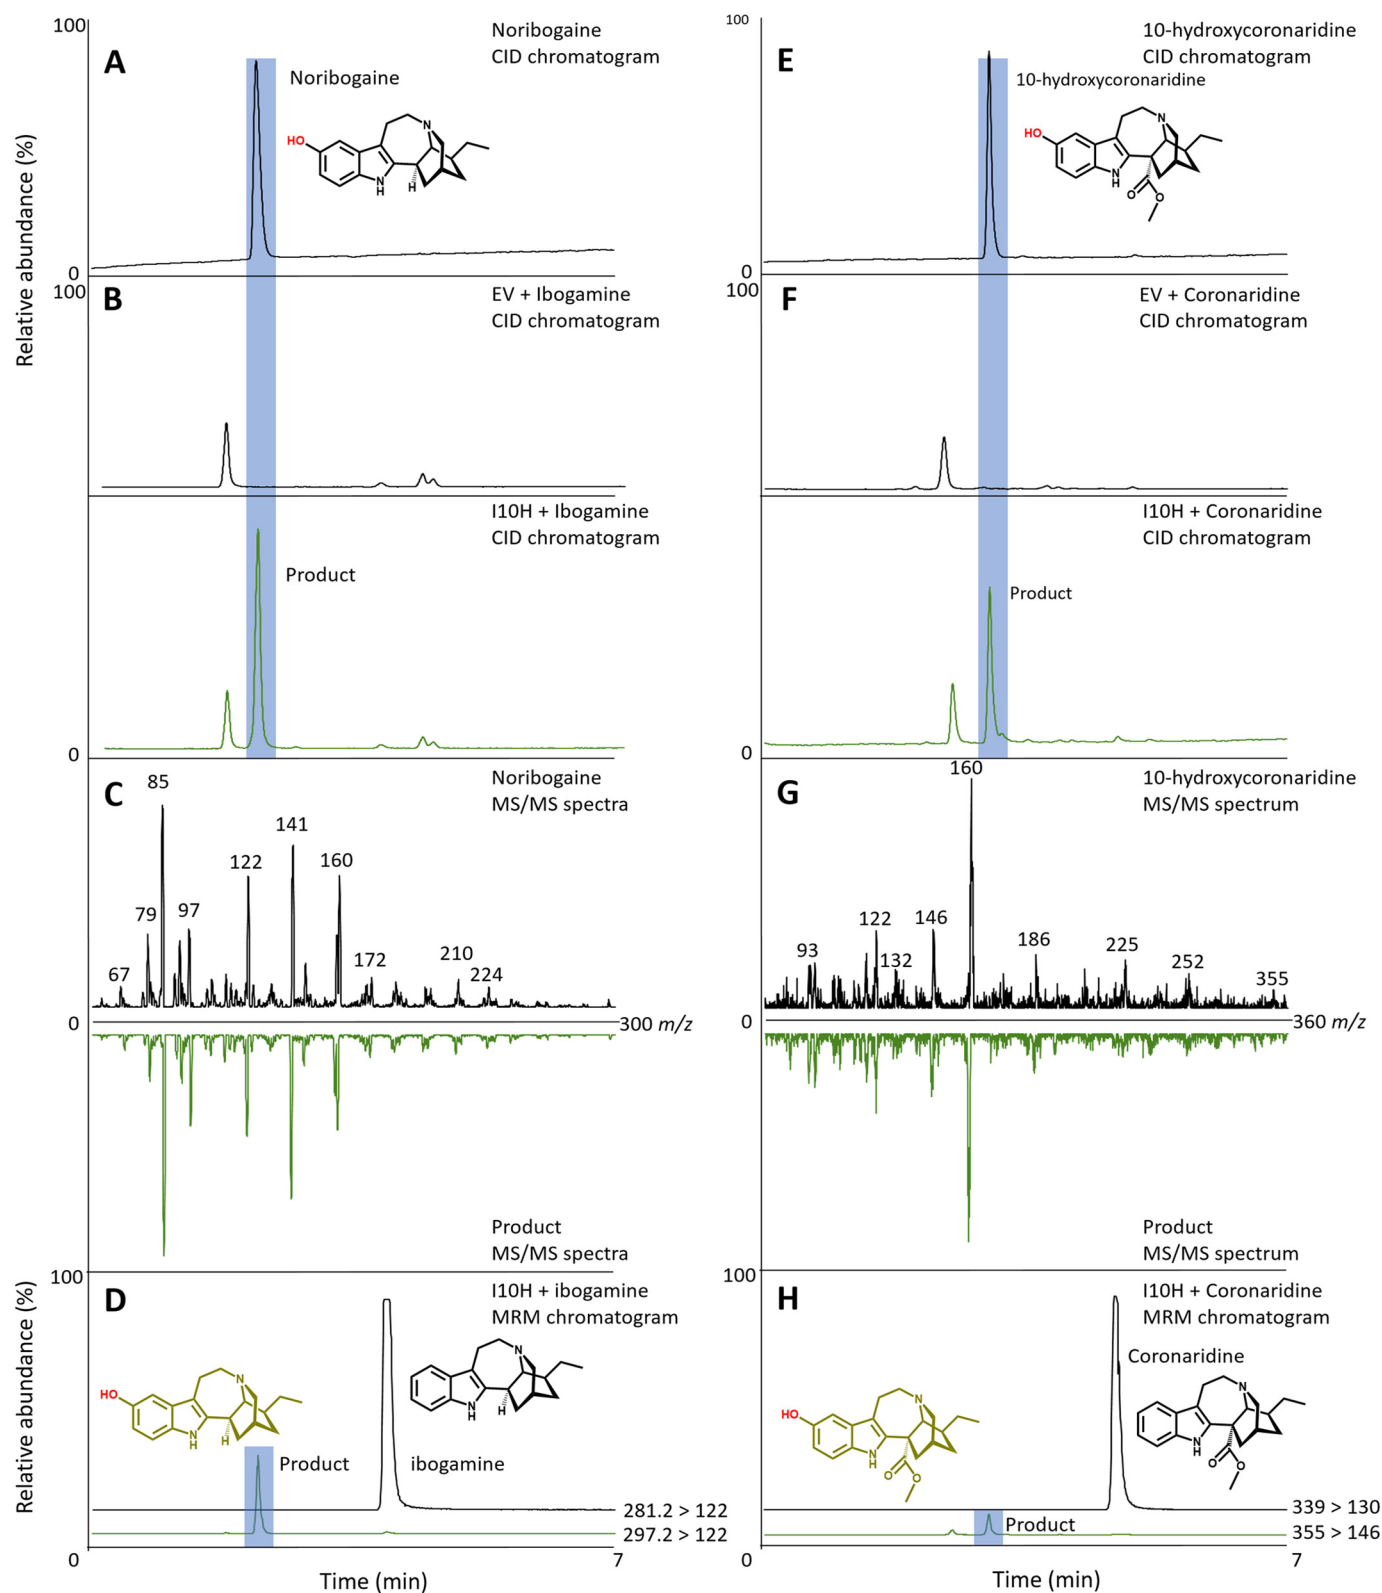 100
A
Noribogaine
CID chromatogram
Noribogaine
HO
N
N
H
H
Relative abundance (%)
0
100
B
EV + Ibogamine
CID chromatogram
I10H + Ibogamine
CID chromatogram
Product
0
C
Noribogaine
MS/MS spectra
85
141
122
160
79
97
67
172
210
224
0
300 m/z
Product
MS/MS spectra
100
D
I10H + ibogamine
MRM chromatogram
HO
N
N
H
H
N
N
H
H
Product
ibogamine
281.2 > 122
297.2 > 122
Relative abundance (%)
0
7
Time (min)
100
E
10-hydroxycoronaridine
CID chromatogram
10-hydroxycoronaridine
HO
N
N
H
O
O
0
100
F
EV + Coronaridine
CID chromatogram
I10H + Coronaridine
CID chromatogram
Product
0
G
10-hydroxycoronaridine
MS/MS spectrum
160
122
146
93
132
186
225
252
355
0
360 m/z
Product
MS/MS spectrum
100
H
I10H + Coronaridine
MRM chromatogram
Coronaridine
HO
N
N
H
O
O
N
N
H
O
O
Product
339 > 130
355 > 146
0
7
Time (min)